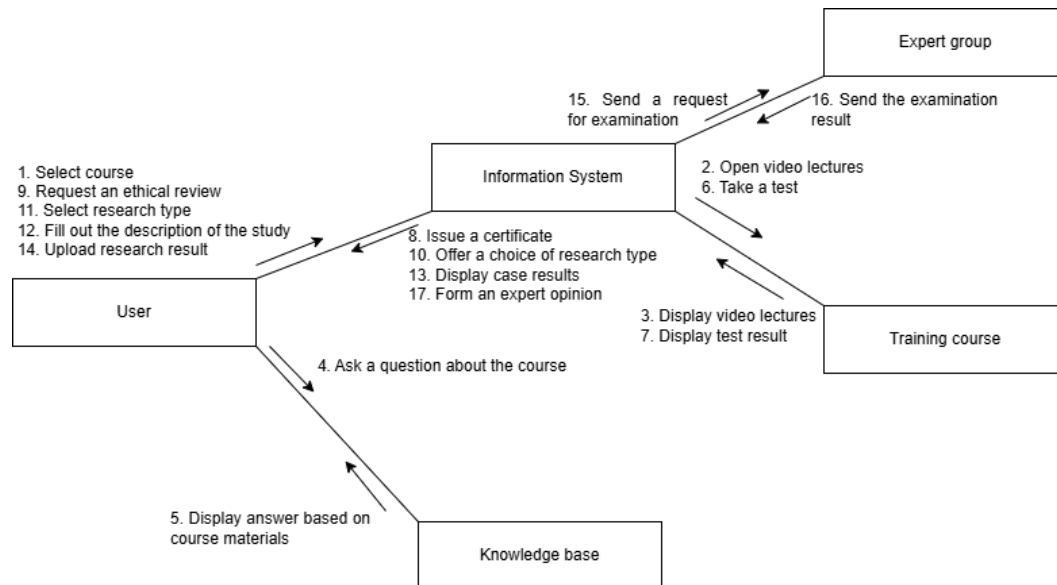 Expert group
15. Send a request
for examination
16. Send the examination
result
Information System
2. Open video lectures
6. Take a test
1. Select course
9. Request an ethical review
11. Select research type
12. Fill out the description of the study
14. Upload research result
8. Issue a certificate
10. Offer a choice of research type
13. Display case results
17. Form an expert opinion
User
3. Display video lectures
7. Display test result
Training course
4. Ask a question about the course
5. Display answer based on
course materials
Knowledge base